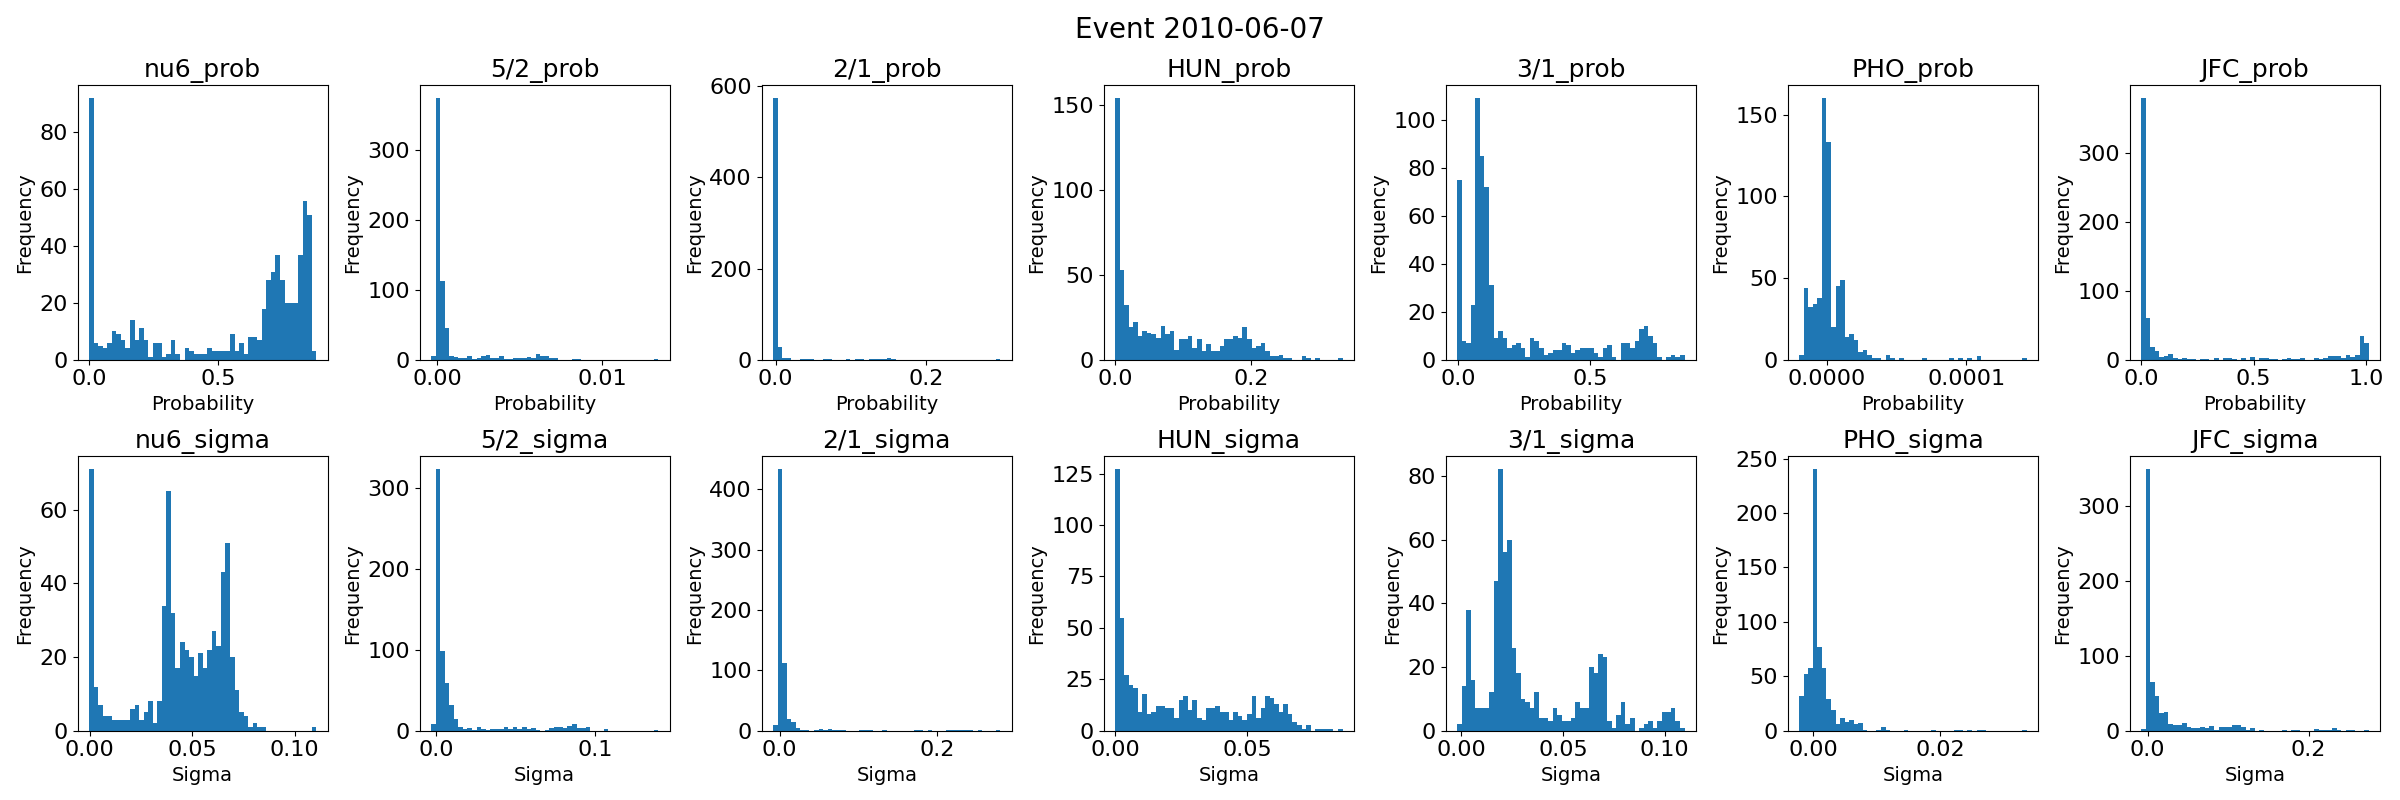 Event 2010-06-07
nu6_prob 5/2_prob 2/1_prob HUN_prob 3/1_prob PHO_prob JFC_prob
Frequency
0 20 40 60 80
0.0 0.5
Probability
Frequency
0 100 200 300
0.00 0.01
Probability
Frequency
0 200 400 600
0.0 0.2
Probability
Frequency
0 50 100 150
0.0 0.2
Probability
Frequency
0 20 40 60 80 100
0.0 0.5
Probability
Frequency
0 50 100 150
0.0000 0.0001
Probability
Frequency
0 100 200 300
0.0 0.5 1.0
Probability
nu6_sigma 5/2_sigma 2/1_sigma HUN_sigma 3/1_sigma PHO_sigma JFC_sigma
Frequency
0 20 40 60
0.00 0.05 0.10
Sigma
Frequency
0 100 200 300
0.0 0.1
Sigma
Frequency
0 100 200 300 400
0.0 0.2
Sigma
Frequency
0 25 50 75 100 125
0.00 0.05
Sigma
Frequency
0 20 40 60 80
0.00 0.05 0.10
Sigma
Frequency
0 50 100 150 200 250
0.00 0.02
Sigma
Frequency
0 100 200 300
0.0 0.2
Sigma